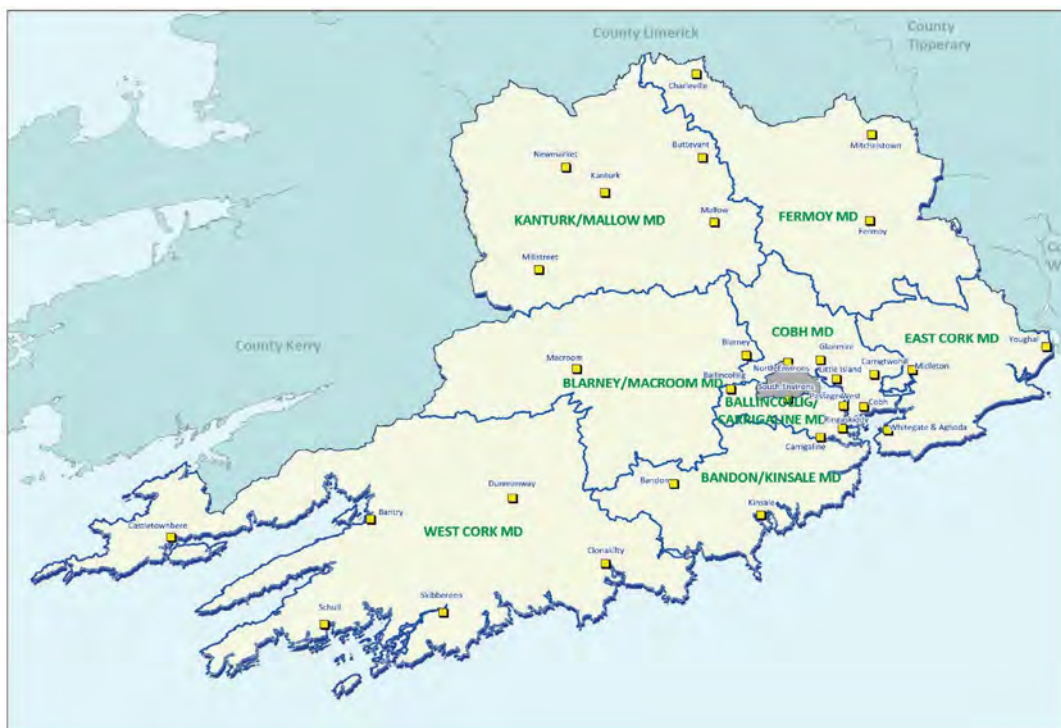 County Limerick
County
Tipperary
Charleville
Mitchelstown
Buttevant
Newmarket
Kanturk
KANTURK/MALLOW MD
Mallow
FERMOY MD
Fermoy
Millstreet
COBH MD
EAST CORK MD
Youghal
County Kerry
Blarney
Glanmire
Macroom
North Environs
Carrigtwohill
Midleton
BLARNEY/MACROOM MD
Ballincollig
Little Island
South Environs
BALLINCOLLIG/
CARRIGALINE MD
Passage West
Cobh
Ringaskiddy
Whitegate & Aghada
Carrigaline
Bandon
BANDON/KINSALE MD
Dunmanway
Kinsale
Castletownbere
Bantry
WEST CORK MD
Clonakilty
Schull
Skibbereen